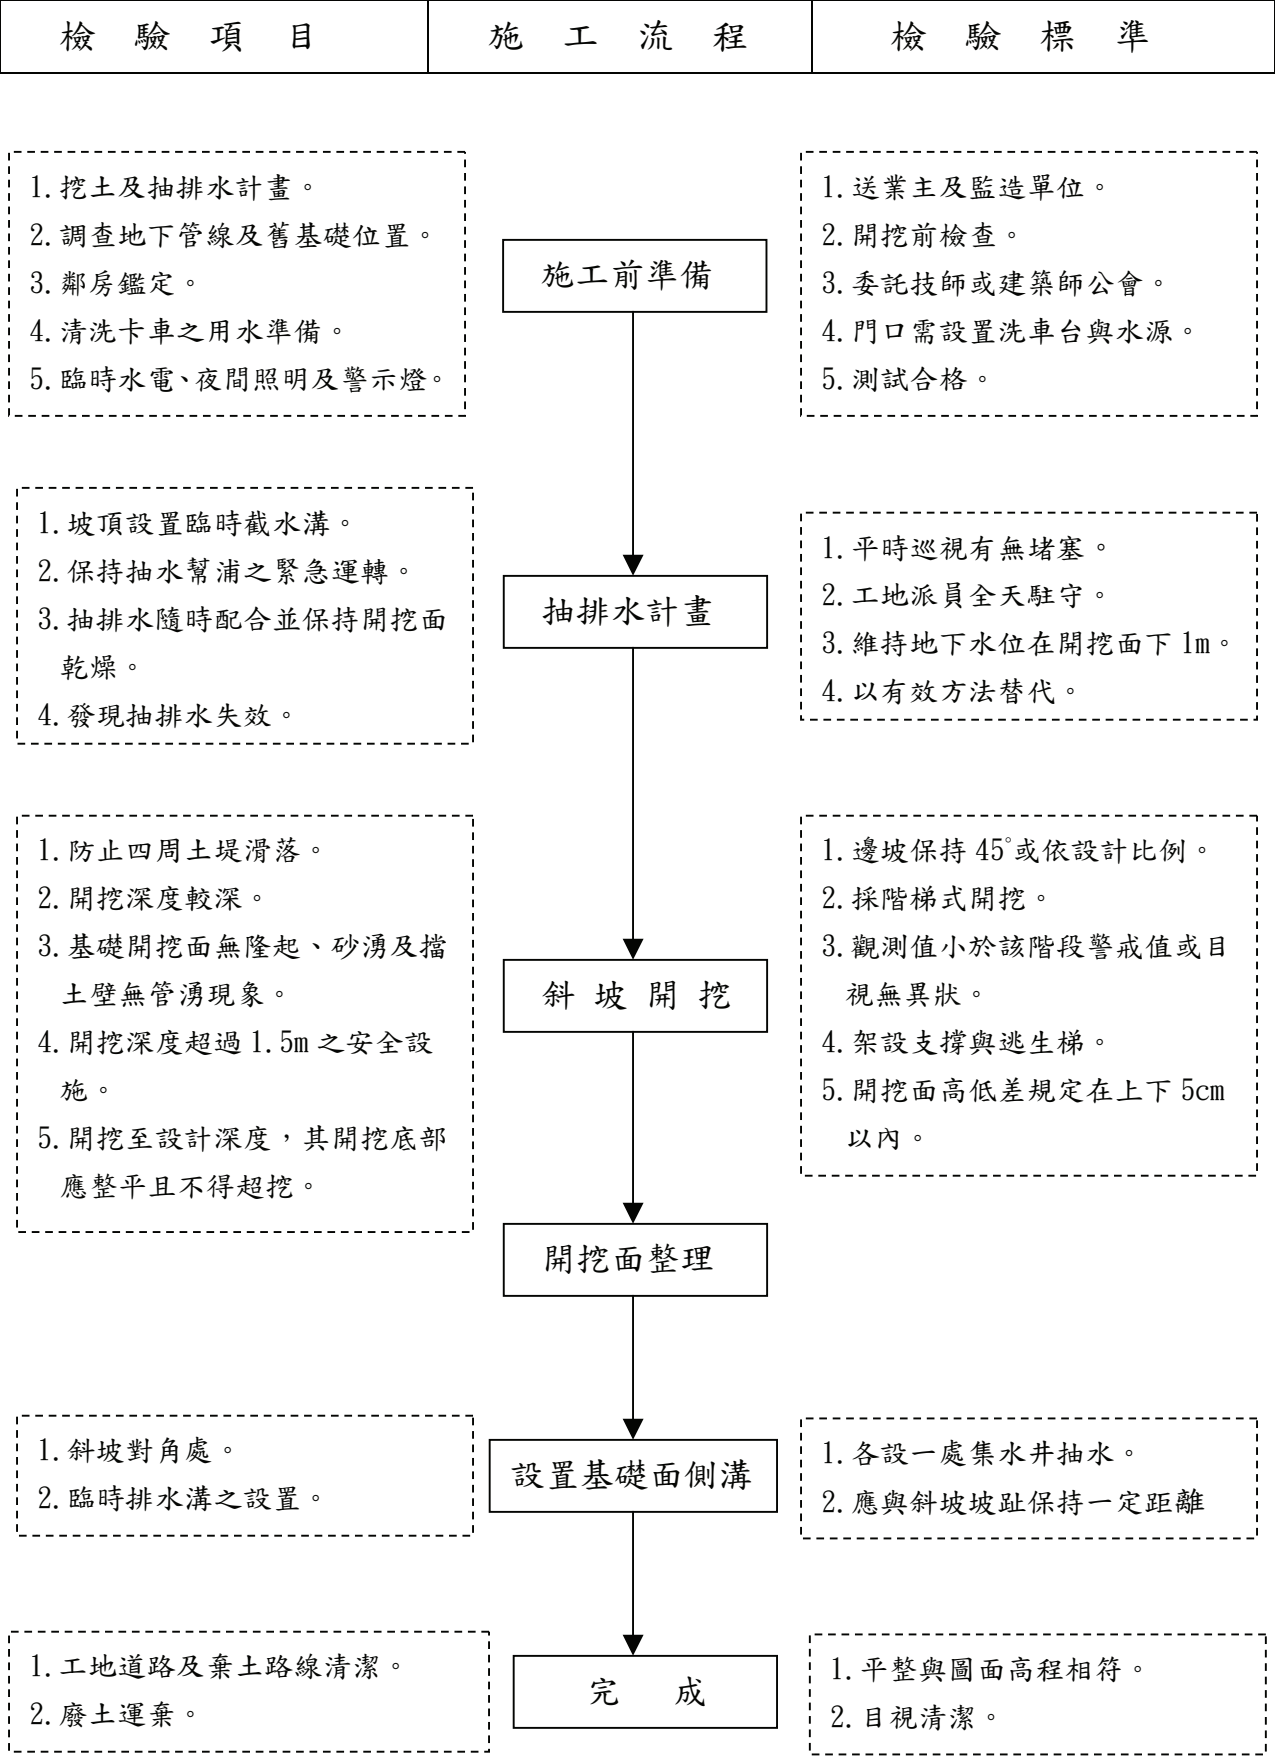 檢驗項目
施工流程
檢驗標準
1.挖土及抽排水計畫。
2.調查地下管線及舊基礎位置。
3.鄰房鑑定。
4.清洗卡車之用水準備。
5.臨時水電、夜間照明及警示燈。
施工前準備
1.送業主及監造單位。
2.開挖前檢查。
3.委託技師或建築師公會。
4.門口需設置洗車台與水源。
5.測試合格。
1.坡頂設置臨時截水溝。
2.保持抽水幫浦之緊急運轉。
3.抽排水隨時配合並保持開挖面
乾燥。
4.發現抽排水失效。
抽排水計畫
1.平時巡視有無堵塞。
2.工地派員全天駐守。
3.維持地下水位在開挖面下 1m。
4.以有效方法替代。
1.防止四周土堤滑落。
2.開挖深度較深。
3.基礎開挖面無隆起、砂湧及擋
土壁無管湧現象。
4.開挖深度超過 1.5m 之安全設
施。
5.開挖至設計深度，其開挖底部
應整平且不得超挖。
斜坡開挖
1.邊坡保持 45°或依設計比例。
2.採階梯式開挖。
3.觀測值小於該階段警戒值或目
視無異狀。
4.架設支撐與逃生梯。
5.開挖面高低差規定在上下 5cm
以內。
開挖面整理
1.斜坡對角處。
2.臨時排水溝之設置。
設置基礎面側溝
1.各設一處集水井抽水。
2.應與斜坡坡趾保持一定距離
1.工地道路及棄土路線清潔。
2.廢土運棄。
完成
1.平整與圖面高程相符。
2.目視清潔。